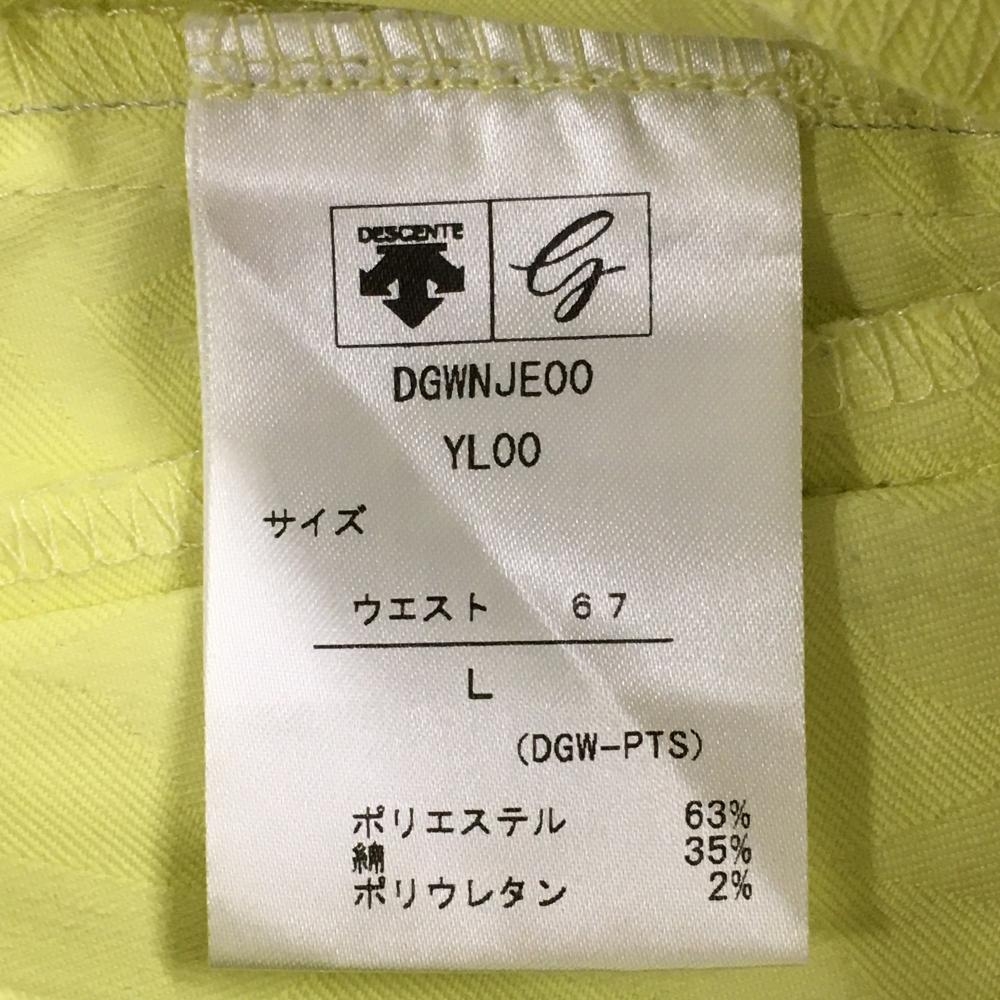 DESCENTE G
DGWNJE00
YL00
サイズ
ウエスト 67
L
(DGW-PTS)
ポリエステル 63%
綿 35%
ポリウレタン 2%